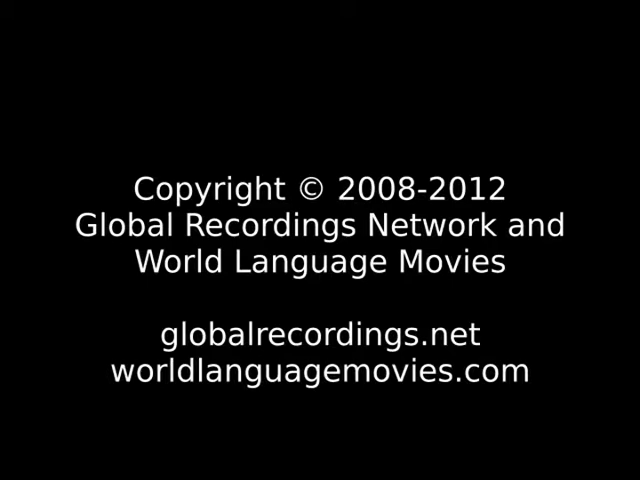 Copyright © 2008-2012
Global Recordings Network and
World Language Movies
globalrecordings.net
worldlanguagemovies.com